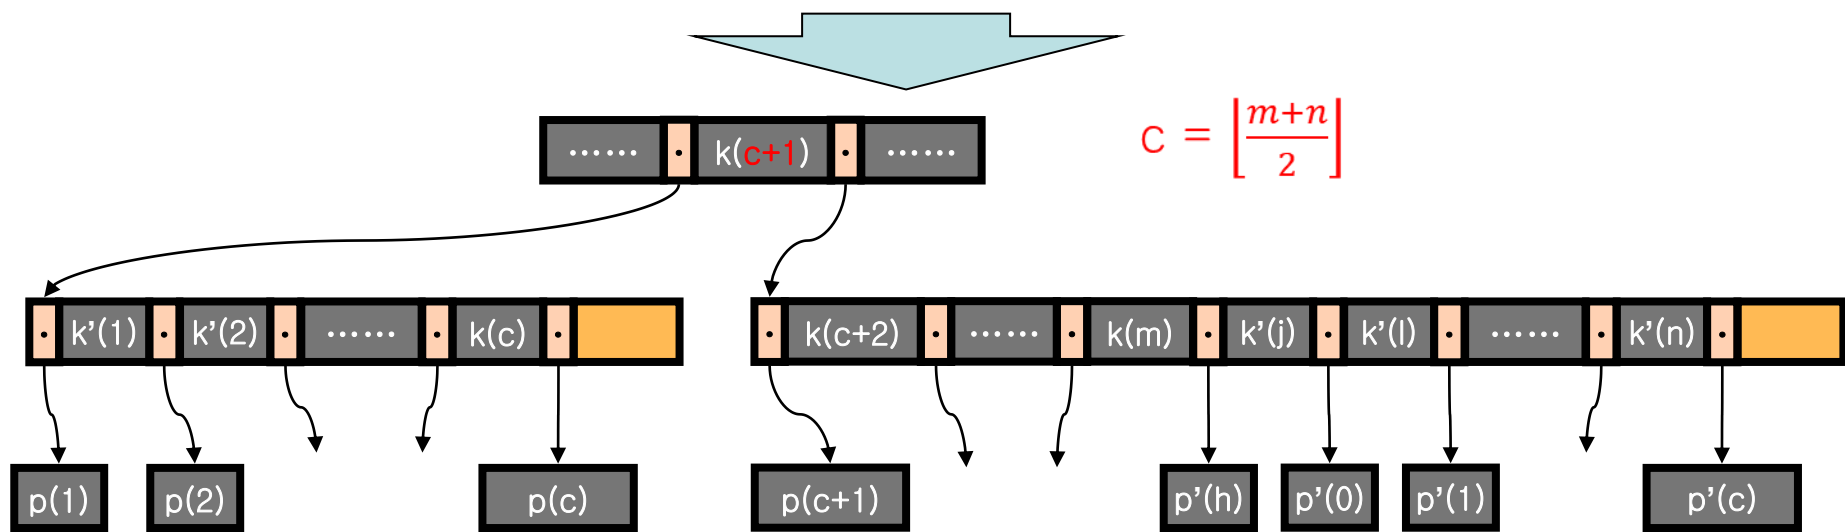 ...... k(c+1) ......
C = ⌊(m+n)/2⌋
k'(1) k'(2) ...... k(c)
k(c+2) ...... k(m) k'(j) k'(l) ...... k'(n)
p(1) p(2) p(c) p(c+1) p'(h) p'(0) p'(1) p'(c)